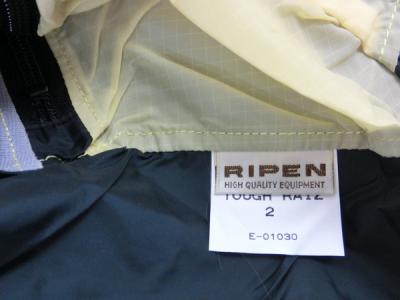 RIPEN
HIGH QUALITY EQUIPMENT
TOUGH RAIZ
2
E-01030